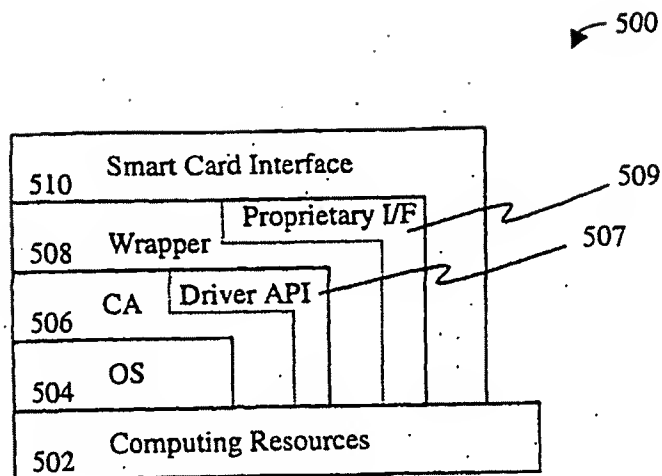 500
Smart Card Interface
510
Proprietary I/F
509
Wrapper
508
507
Driver API
CA
506
OS
504
Computing Resources
502